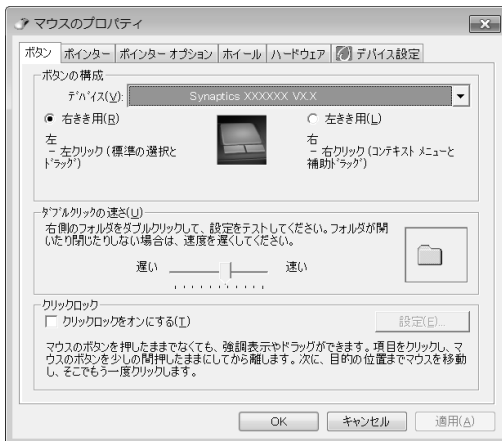 マウスのプロパティ
ボタン ポインター ポインター オプション ホイール ハードウェア デバイス設定
ボタンの構成
デバイス(V): Synaptics XXXXXX VX.X
右きき用(R) 左きき用(L)
左 右
- 左クリック (標準の選択と - 右クリック (コンテキスト メニューと
ドラッグ) 補助ドラッグ)
ダブルクリックの速さ(U)
右側のフォルダをダブルクリックして、設定をテストしてください。フォルダが開
いたり閉じたりしない場合は、速度を遅くしてください。
遅い 速い
クリックロック
クリックロックをオンにする(T) 設定(E)...
マウスのボタンを押したままでなくても、強調表示やドラッグができます。項目をクリックし、マ
ウスのボタンを少しの間押したままにしてから離します。次に、目的の位置までマウスを移動
し、そこでもう一度クリックします。
OK キャンセル 適用(A)